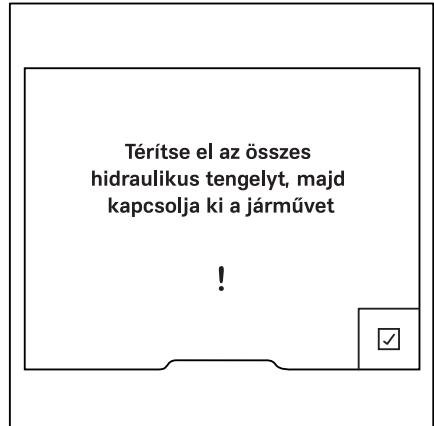 Térítse el az összes
hidraulikus tengelyt, majd
kapcsolja ki a járművet
!